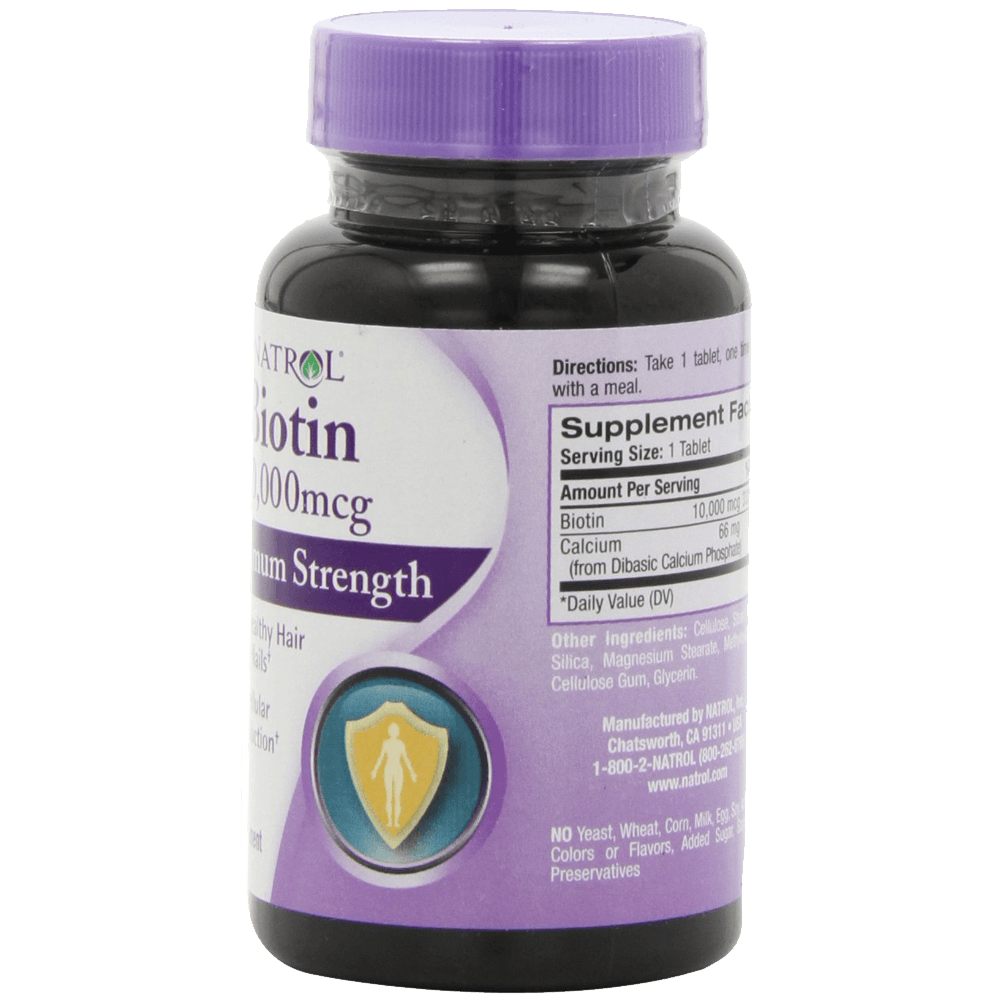 NATROL®
Biotin
,000mcg
Strength
Hair
Directions: Take 1 tablet, one
with a meal.
Supplement
Serving Size: 1 Tablet
Amount Per Serving
Biotin 10,000 mcg
Calcium 66 mg
(from Dibasic Calcium Phosphate)
*Daily Value (DV)
Other Ingredients: Cellulose,
Silica, Magnesium Stearate,
Cellulose Gum, Glycerin.
Manufactured by NATROL,
Chatsworth, CA 91311 • USA
1-800-2-NATROL
www.natrol.com
NO Yeast, Wheat, Corn, Milk, Egg,
Colors or Flavors, Added Sugar,
Preservatives